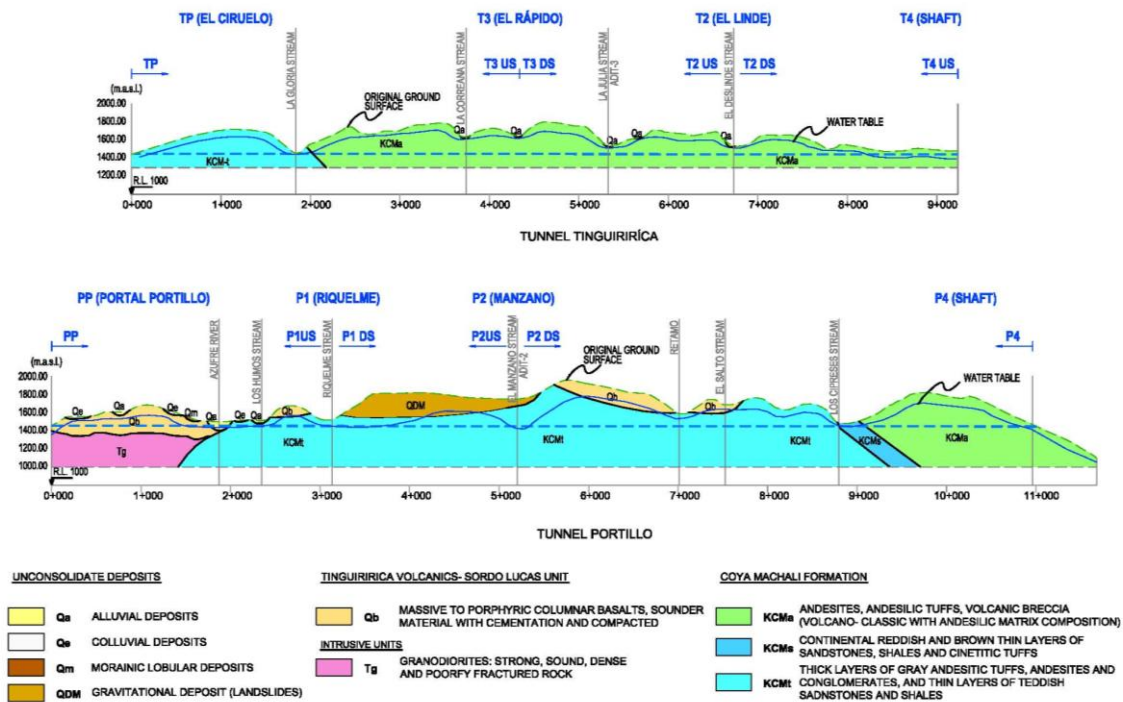 TP (EL CIRUELO) T3 (EL RÁPIDO) T2 (EL LINDE) T4 (SHAFT)
TP LA GLORIA STREAM LA CORREANA STREAM T3 US T3 DS LA JULIA STREAM ADIT-3 T2 US EL DESLINDE STREAM T2 DS T4 US
(m.a.s.l.)
ORIGINAL GROUND SURFACE
WATER TABLE
2000.00
1800.00
1600.00
1400.00
1200.00
Qa Qa Qa Qa Qa
KCM-t KCMa KCMa
R.L. 1000
0+000 1+000 2+000 3+000 4+000 5+000 6+000 7+000 8+000 9+000
TUNNEL TINGUIRIRÍCA
PP (PORTAL PORTILLO) P1 (RIQUELME) P2 (MANZANO) P4 (SHAFT)
PP AZUFRE RIVER LOS HUMOS STREAM P1US RIQUELME STREAM P1 DS P2US EL MANZANO STREAM ADIT-2 P2 DS RETAMO EL SALTO STREAM LOS CIPRESES STREAM P4
(m.a.s.l.)
ORIGINAL GROUND SURFACE
WATER TABLE
2000.00
1800.00
1600.00
1400.00
1200.00
1000.00
Qe Qa Qe Qm Qa Qe Qa Qb QDM Qb Qb
Qb
Tg KCMt KCMt KCMt KCMs KCMa
R.L. 1000
0+000 1+000 2+000 3+000 4+000 5+000 6+000 7+000 8+000 9+000 10+000 11+000
TUNNEL PORTILLO
UNCONSOLIDATE DEPOSITS
Qa ALLUVIAL DEPOSITS
Qe COLLUVIAL DEPOSITS
Qm MORAINIC LOBULAR DEPOSITS
QDM GRAVITATIONAL DEPOSIT (LANDSLIDES)
TINGUIRIRICA VOLCANICS- SORDO LUCAS UNIT
Qb MASSIVE TO PORPHYRIC COLUMNAR BASALTS, SOUNDER
MATERIAL WITH CEMENTATION AND COMPACTED
INTRUSIVE UNITS
Tg GRANODIORITES: STRONG, SOUND, DENSE
AND POORFY FRACTURED ROCK
COYA MACHALI FORMATION
KCMa ANDESITES, ANDESILIC TUFFS, VOLCANIC BRECCIA
(VOLCANO- CLASSIC WITH ANDESILIC MATRIX COMPOSITION)
KCMs CONTINENTAL REDDISH AND BROWN THIN LAYERS OF
SANDSTONES, SHALES AND CINETITIC TUFFS
KCMt THICK LAYERS OF GRAY ANDESITIC TUFFS, ANDESITES AND
CONGLOMERATES, AND THIN LAYERS OF TEDDISH
SADNSTONES AND SHALES